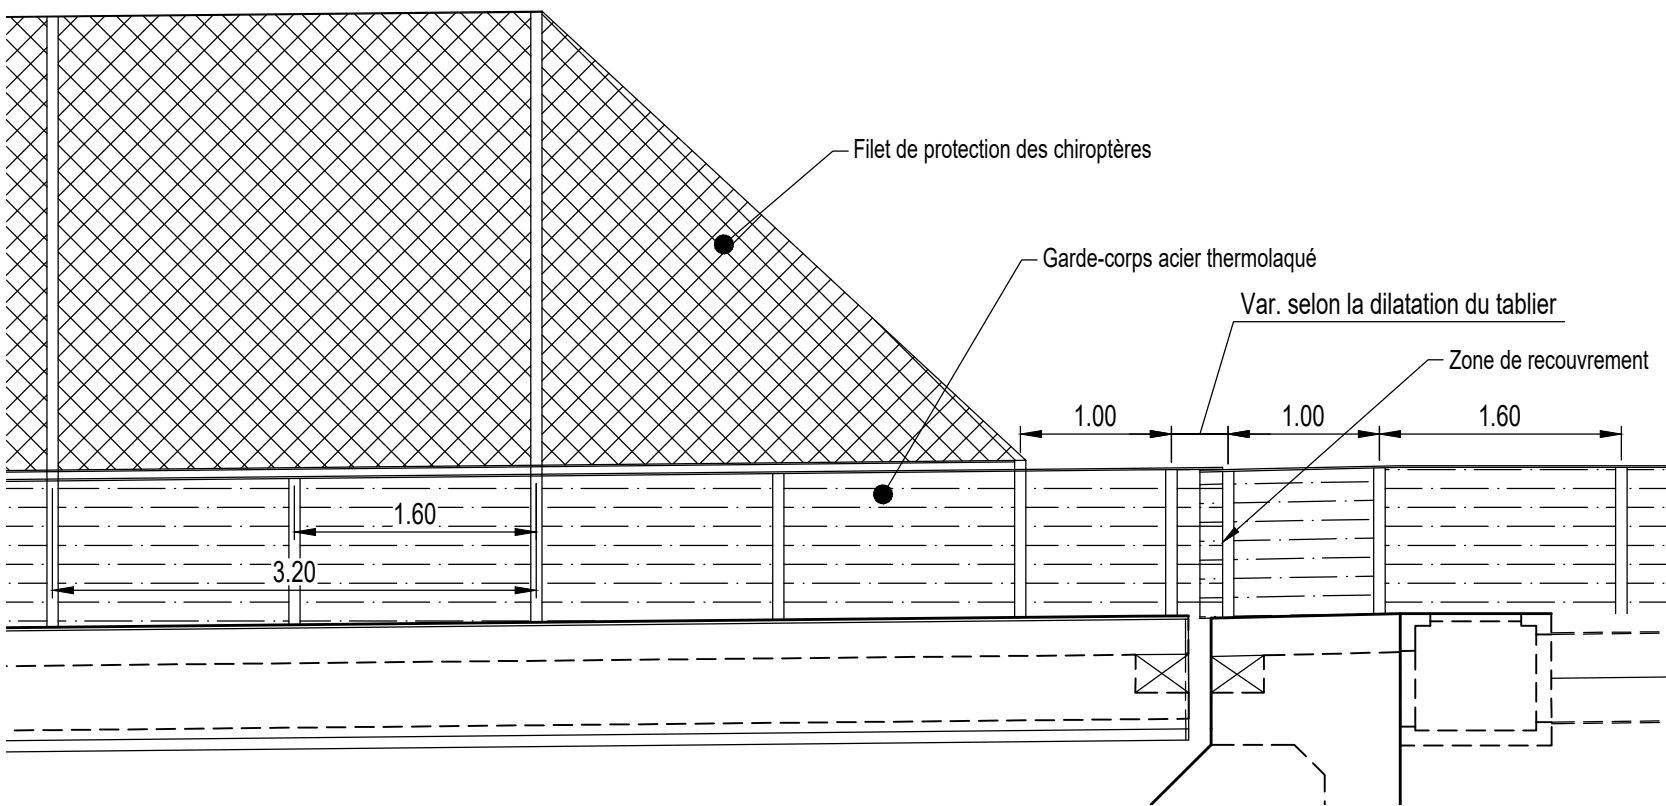 Filet de protection des chiroptères
Garde-corps acier thermolaqué
Var. selon la dilatation du tablier
Zone de recouvrement
1.00
1.00
1.60
1.60
3.20